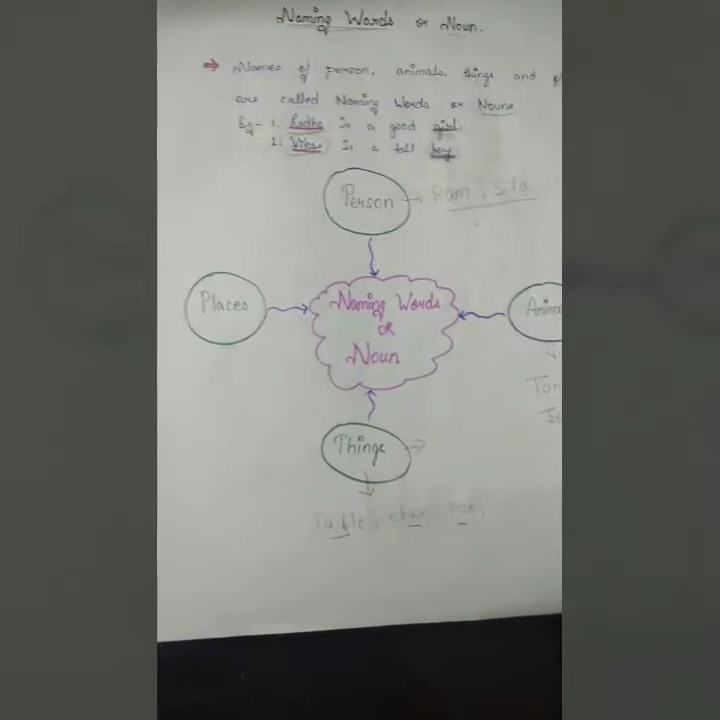 Naming Words or Noun.
⇒ Names of person, animals, things and
are called Naming Words or Nouns
Eg- 1. Radha is a good girl.
2. Vikas is a tall boy
Person → Ram, Sita
Places
Naming Words
OR
Noun
Things
Table, chair